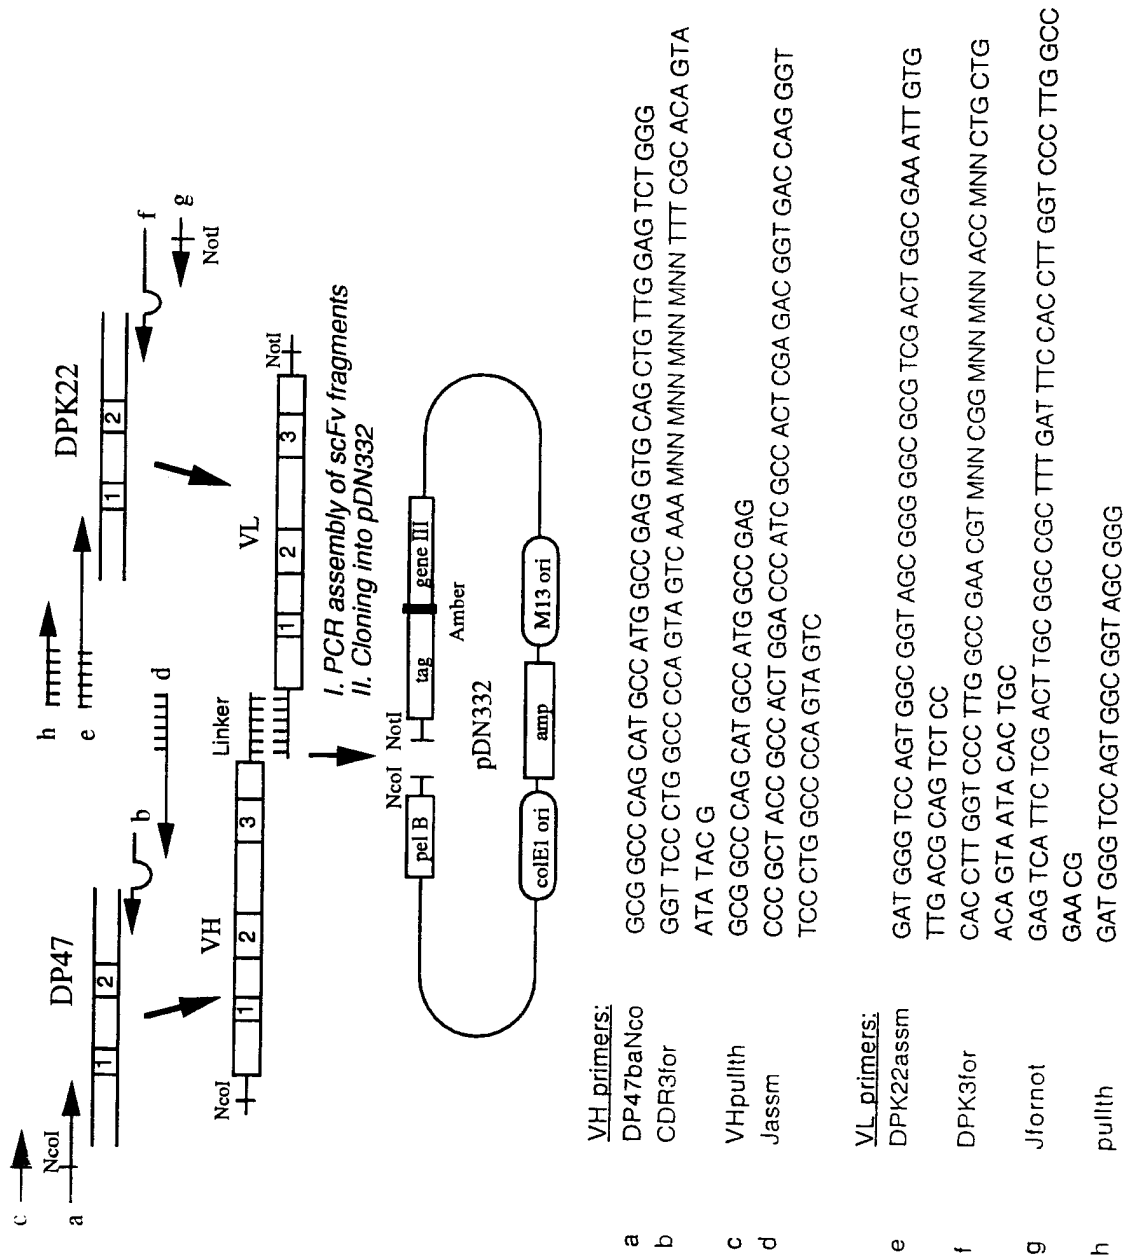 c
NcoI
a
DP47
1
2
b
d
h
e
DPK22
1
2
f
g
NotI
VH
NcoI
1
2
3
Linker
VL
1
2
3
NotI
I. PCR assembly of scFv fragments
II. Cloning into pDN332
pel B
NcoI
NotI
tag
gene III
Amber
pDN332
colE1 ori
amp
M13 ori
VH primers:
a DP47baNco GCG GCC CAG CAT GCC ATG GCC GAG GTG CAG CTG TTG GAG TCT GGG
b CDR3for GGT TCC CTG GCC CCA GTA GTC AAA MNN MNN MNN MNN TTT CGC ACA GTA
ATA TAC G
c VHpullth GCG GCC CAG CAT GCC ATG GCC GAG
d Jassm CCC GCT ACC GCC ACT GGA CCC ATC GCC ACT CGA GAC GGT GAC CAG GGT
TCC CTG GCC CCA GTA GTC
VL primers:
e DPK22assm GAT GGG TCC AGT GGC GGT AGC GGG GGC GCG TCG ACT GGC GAA ATT GTG
TTG ACG CAG TCT CC
f DPK3for CAC CTT GGT CCC TTG GCC GAA CGT MNN CGG MNN MNN ACC MNN CTG CTG
ACA GTA ATA CAC TGC
g Jfornot GAG TCA TTC TCG ACT TGC GGC CGC TTT GAT TTC CAC CTT GGT CCC TTG GCC
GAA CG
h pullth GAT GGG TCC AGT GGC GGT AGC GGG